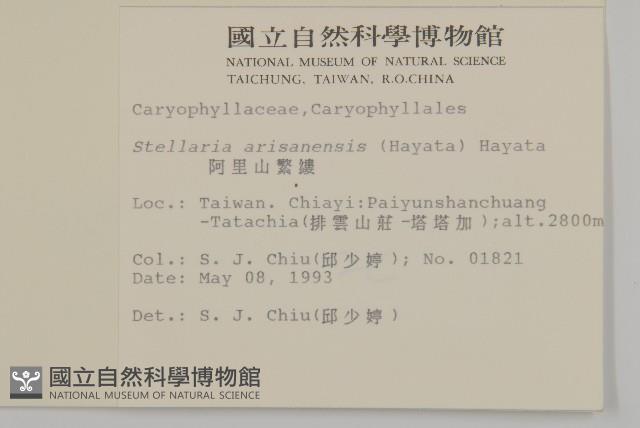 國立自然科學博物館
NATIONAL MUSEUM OF NATURAL SCIENCE
TAICHUNG, TAIWAN, R.O.CHINA
Caryophyllaceae,Caryophyllales
Stellaria arisanensis (Hayata) Hayata
阿里山繁縷
Loc.: Taiwan. Chiayi:Paiyunshanchuang
-Tatachia(排雲山莊-塔塔加);alt.2800m
Col.: S. J. Chiu(邱少婷); No. 01821
Date: May 08, 1993
Det.: S. J. Chiu(邱少婷)
國立自然科學博物館
NATIONAL MUSEUM OF NATURAL SCIENCE